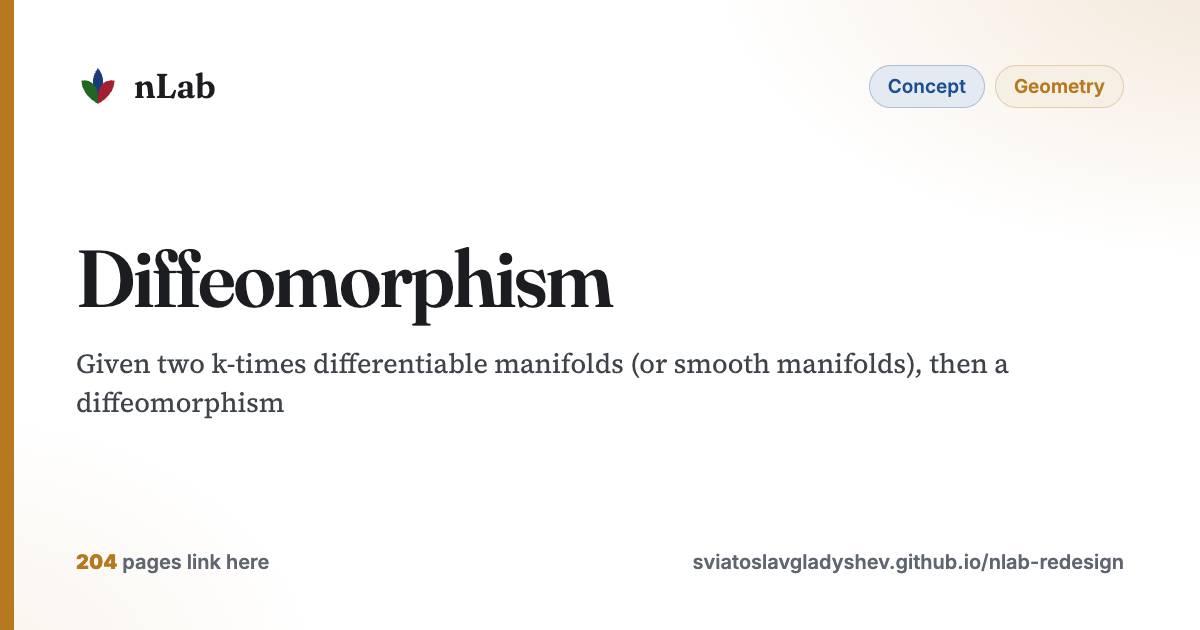 nLab
Concept
Geometry
Diffeomorphism
Given two k-times differentiable manifolds (or smooth manifolds), then a
diffeomorphism
204 pages link here
sviatoslavgladyshev.github.io/nlab-redesign